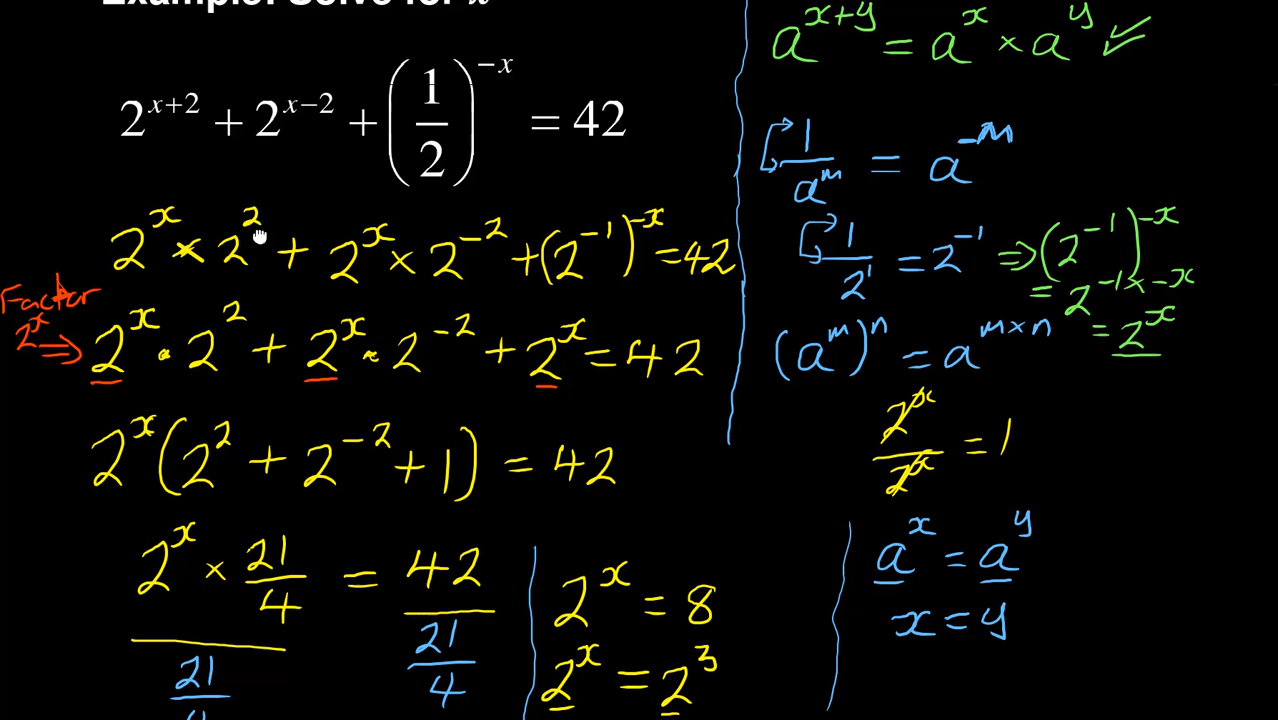 Example: Solve for x
2^{x+2} + 2^{x-2} + (1/2)^{-x} = 42
2^x × 2^2 + 2^x × 2^{-2} + (2^{-1})^{-x} = 42
Factor
2^x ⇒ 2^x · 2^2 + 2^x · 2^{-2} + 2^x = 42
2^x (2^2 + 2^{-2} + 1) = 42
2^x × 21/4 = 42
21/4
21/4
2^x = 8
2^x = 2^3
a^{x+y} = a^x × a^y ✓
1/a^m = a^{-m}
1/2^1 = 2^{-1} ⇒ (2^{-1})^{-x}
= 2^{-1×-x}
= 2^x
(a^m)^n = a^{m×n}
2^x/2^x = 1
a^x = a^y
x = y